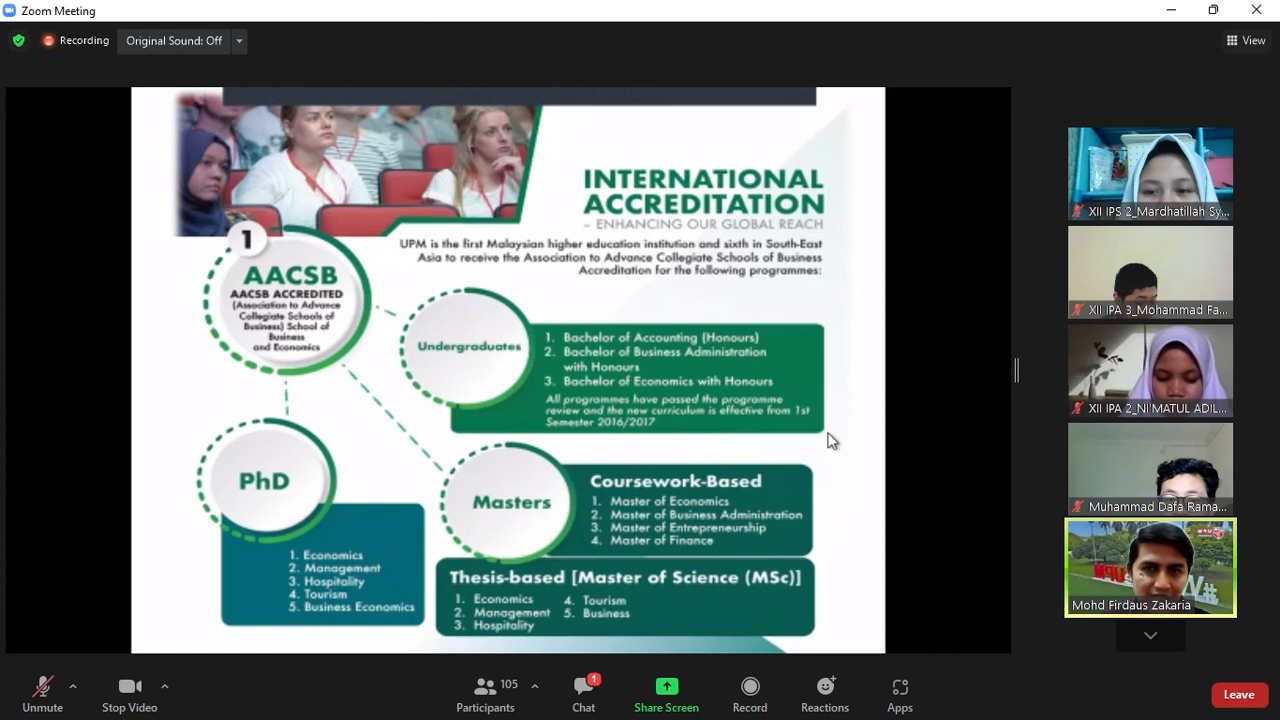 Zoom Meeting
Recording
Original Sound: Off
View
INTERNATIONAL
ACCREDITATION
– ENHANCING OUR GLOBAL REACH
UPM is the first Malaysian higher education institution and sixth in South-East
Asia to receive the Association to Advance Collegiate Schools of Business
Accreditation for the following programmes:
1
AACSB
AACSB ACCREDITED
(Association to Advance
Collegiate Schools of
Business) School of
Business
and Economics
Undergraduates
1. Bachelor of Accounting (Honours)
2. Bachelor of Business Administration
with Honours
3. Bachelor of Economics with Honours
All programmes have passed the programme
review and the new curriculum is effective from 1st
Semester 2016/2017
PhD
1. Economics
2. Management
3. Hospitality
4. Tourism
5. Business Economics
Masters
Coursework-Based
1. Master of Economics
2. Master of Business Administration
3. Master of Entrepreneurship
4. Master of Finance
Thesis-based [Master of Science (MSc)]
1. Economics
2. Management
3. Hospitality
4. Tourism
5. Business
XII IPS 2_Mardhatillah Sy...
XII IPA 3_Mohammad Fa...
XII IPA 2_NI'MATUL ADIL...
Muhammad Dafa Rama...
Mohd Firdaus Zakaria
Unmute
Stop Video
105
Participants
1
Chat
Share Screen
Record
Reactions
Apps
Leave